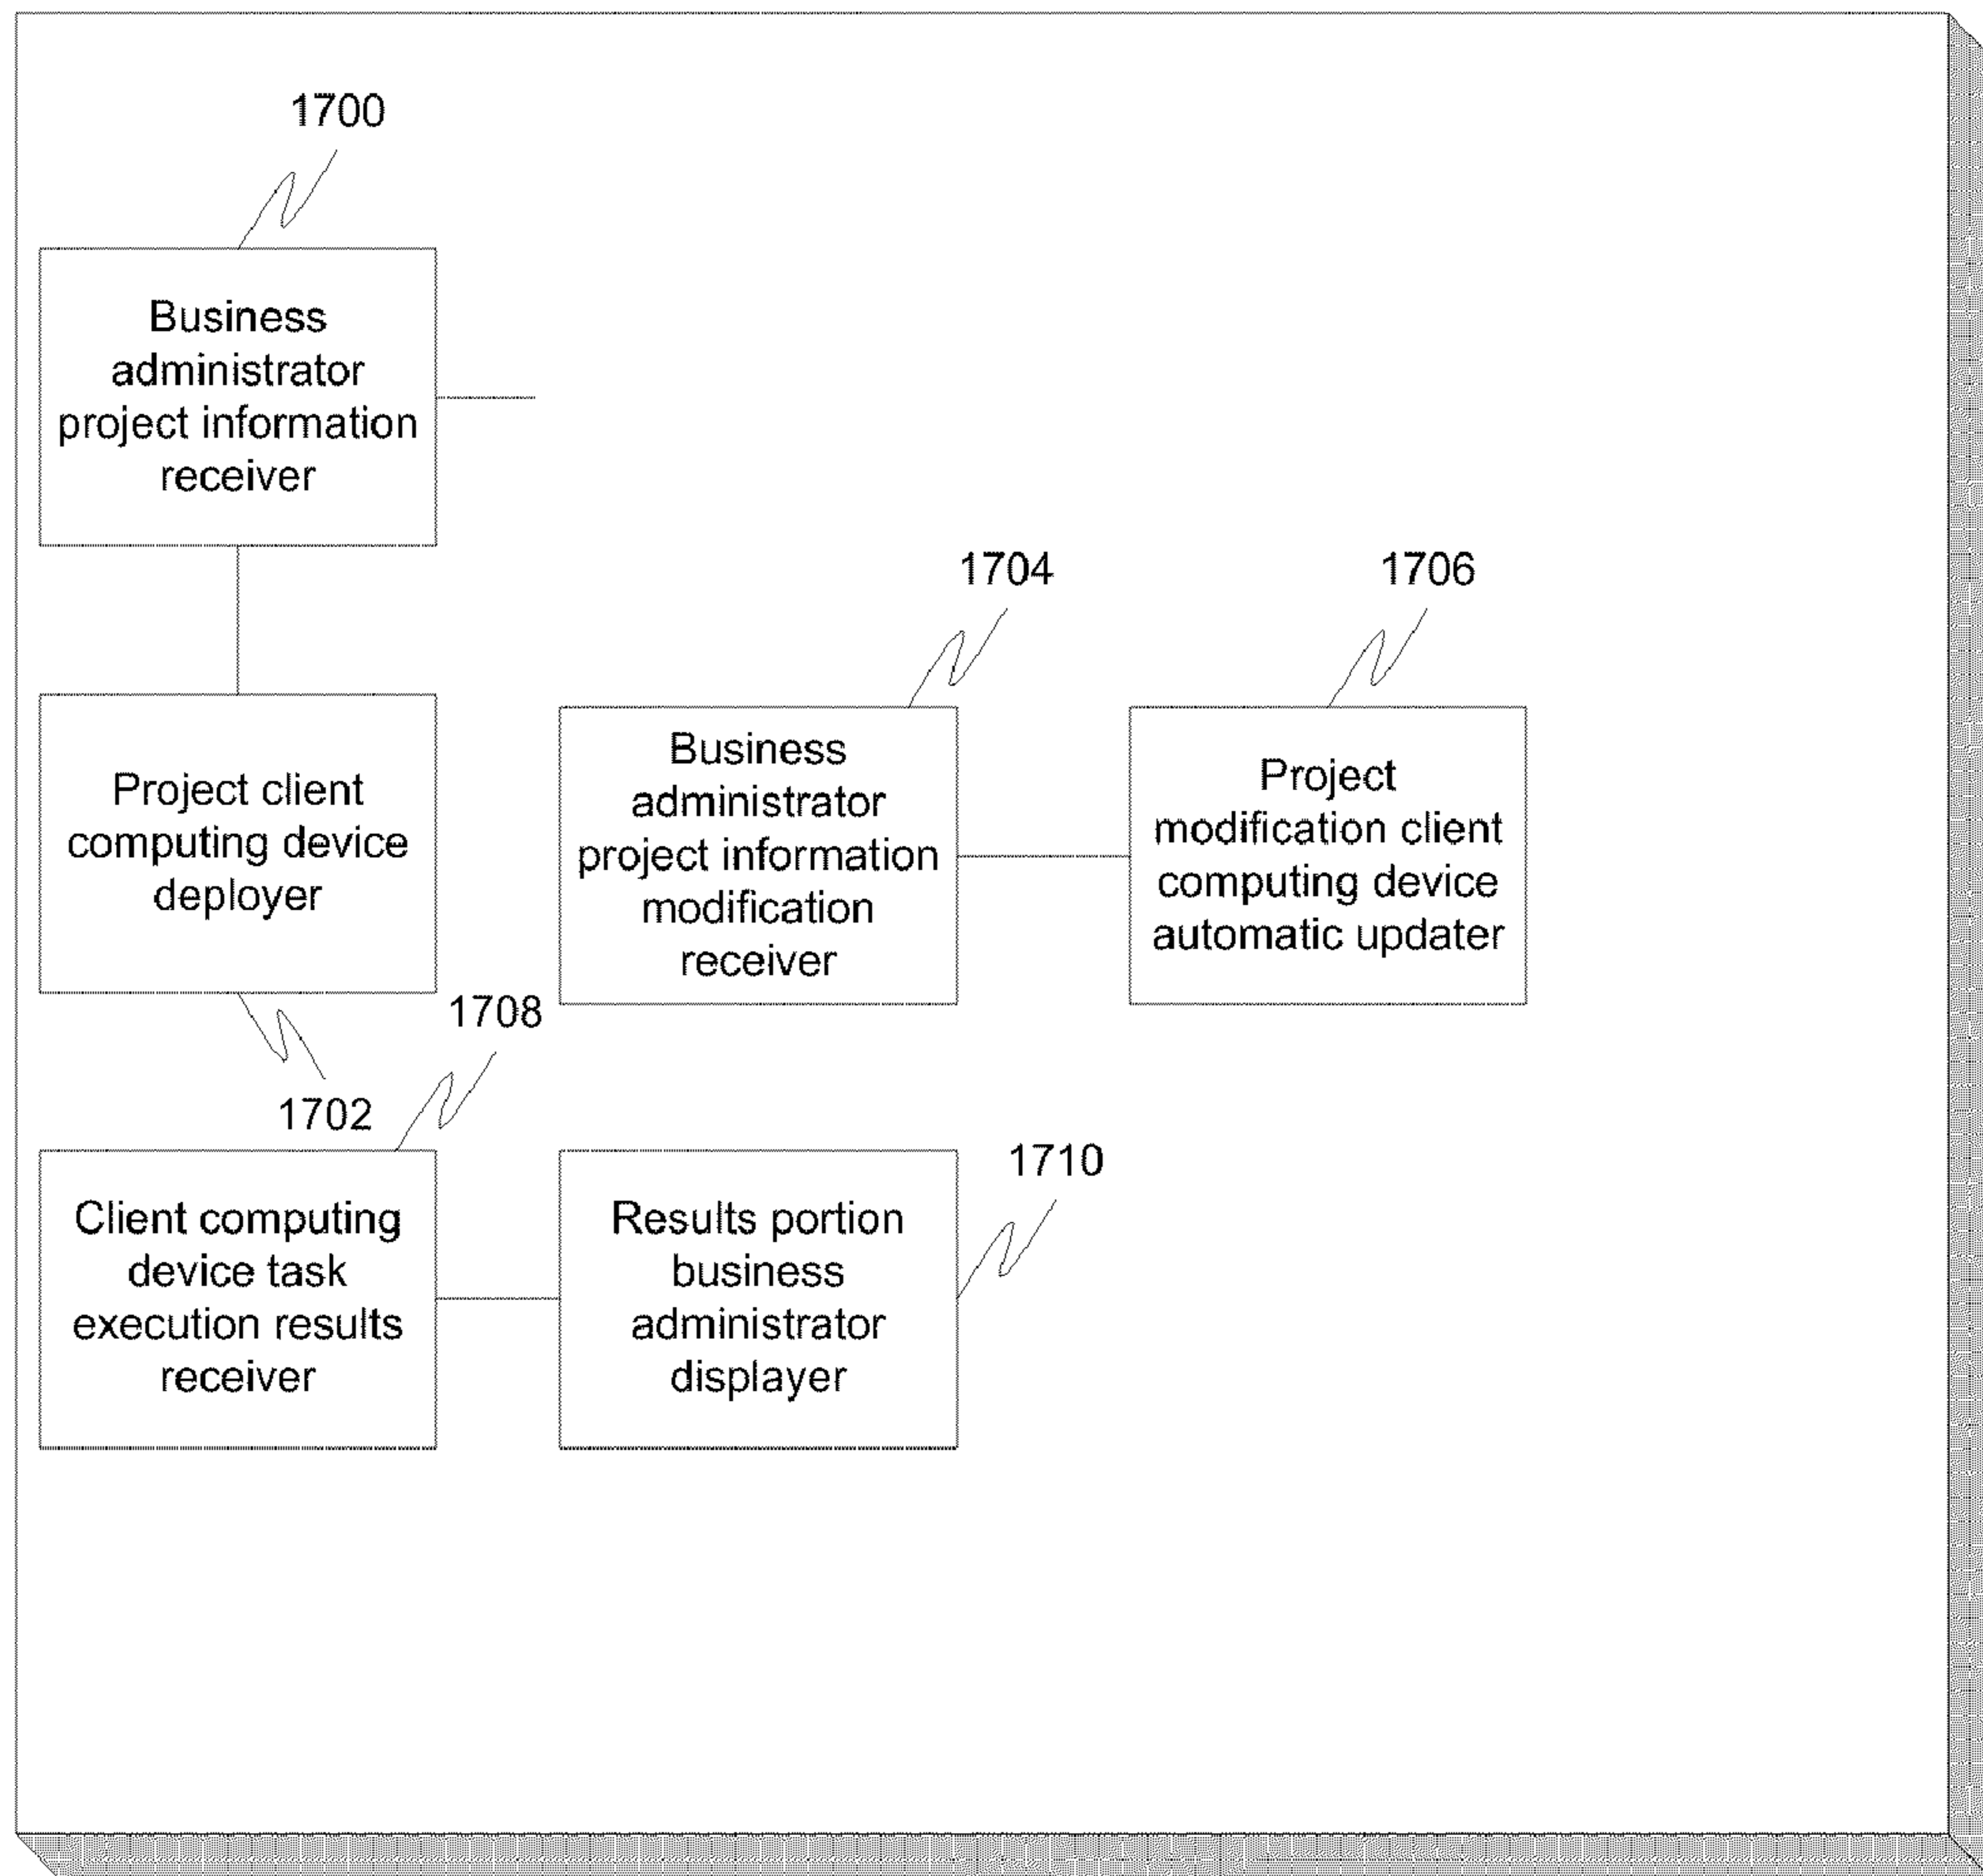 1700
Business
administrator
project information
receiver
1704
1706
Project client
computing device
deployer
Business
administrator
project information
modification
receiver
Project
modification client
computing device
automatic updater
1708
1702
1710
Client computing
device task
execution results
receiver
Results portion
business
administrator
displayer